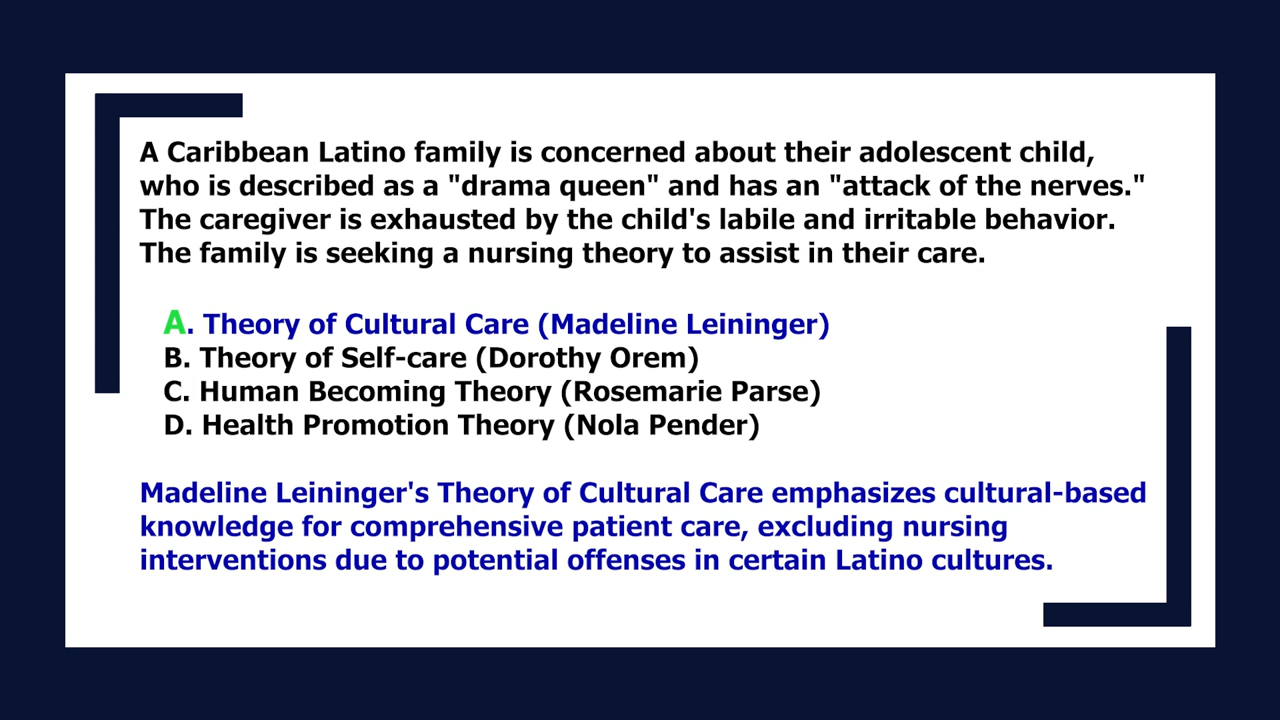 A Caribbean Latino family is concerned about their adolescent child,
who is described as a "drama queen" and has an "attack of the nerves."
The caregiver is exhausted by the child's labile and irritable behavior.
The family is seeking a nursing theory to assist in their care.
A. Theory of Cultural Care (Madeline Leininger)
B. Theory of Self-care (Dorothy Orem)
C. Human Becoming Theory (Rosemarie Parse)
D. Health Promotion Theory (Nola Pender)
Madeline Leininger's Theory of Cultural Care emphasizes cultural-based
knowledge for comprehensive patient care, excluding nursing
interventions due to potential offenses in certain Latino cultures.